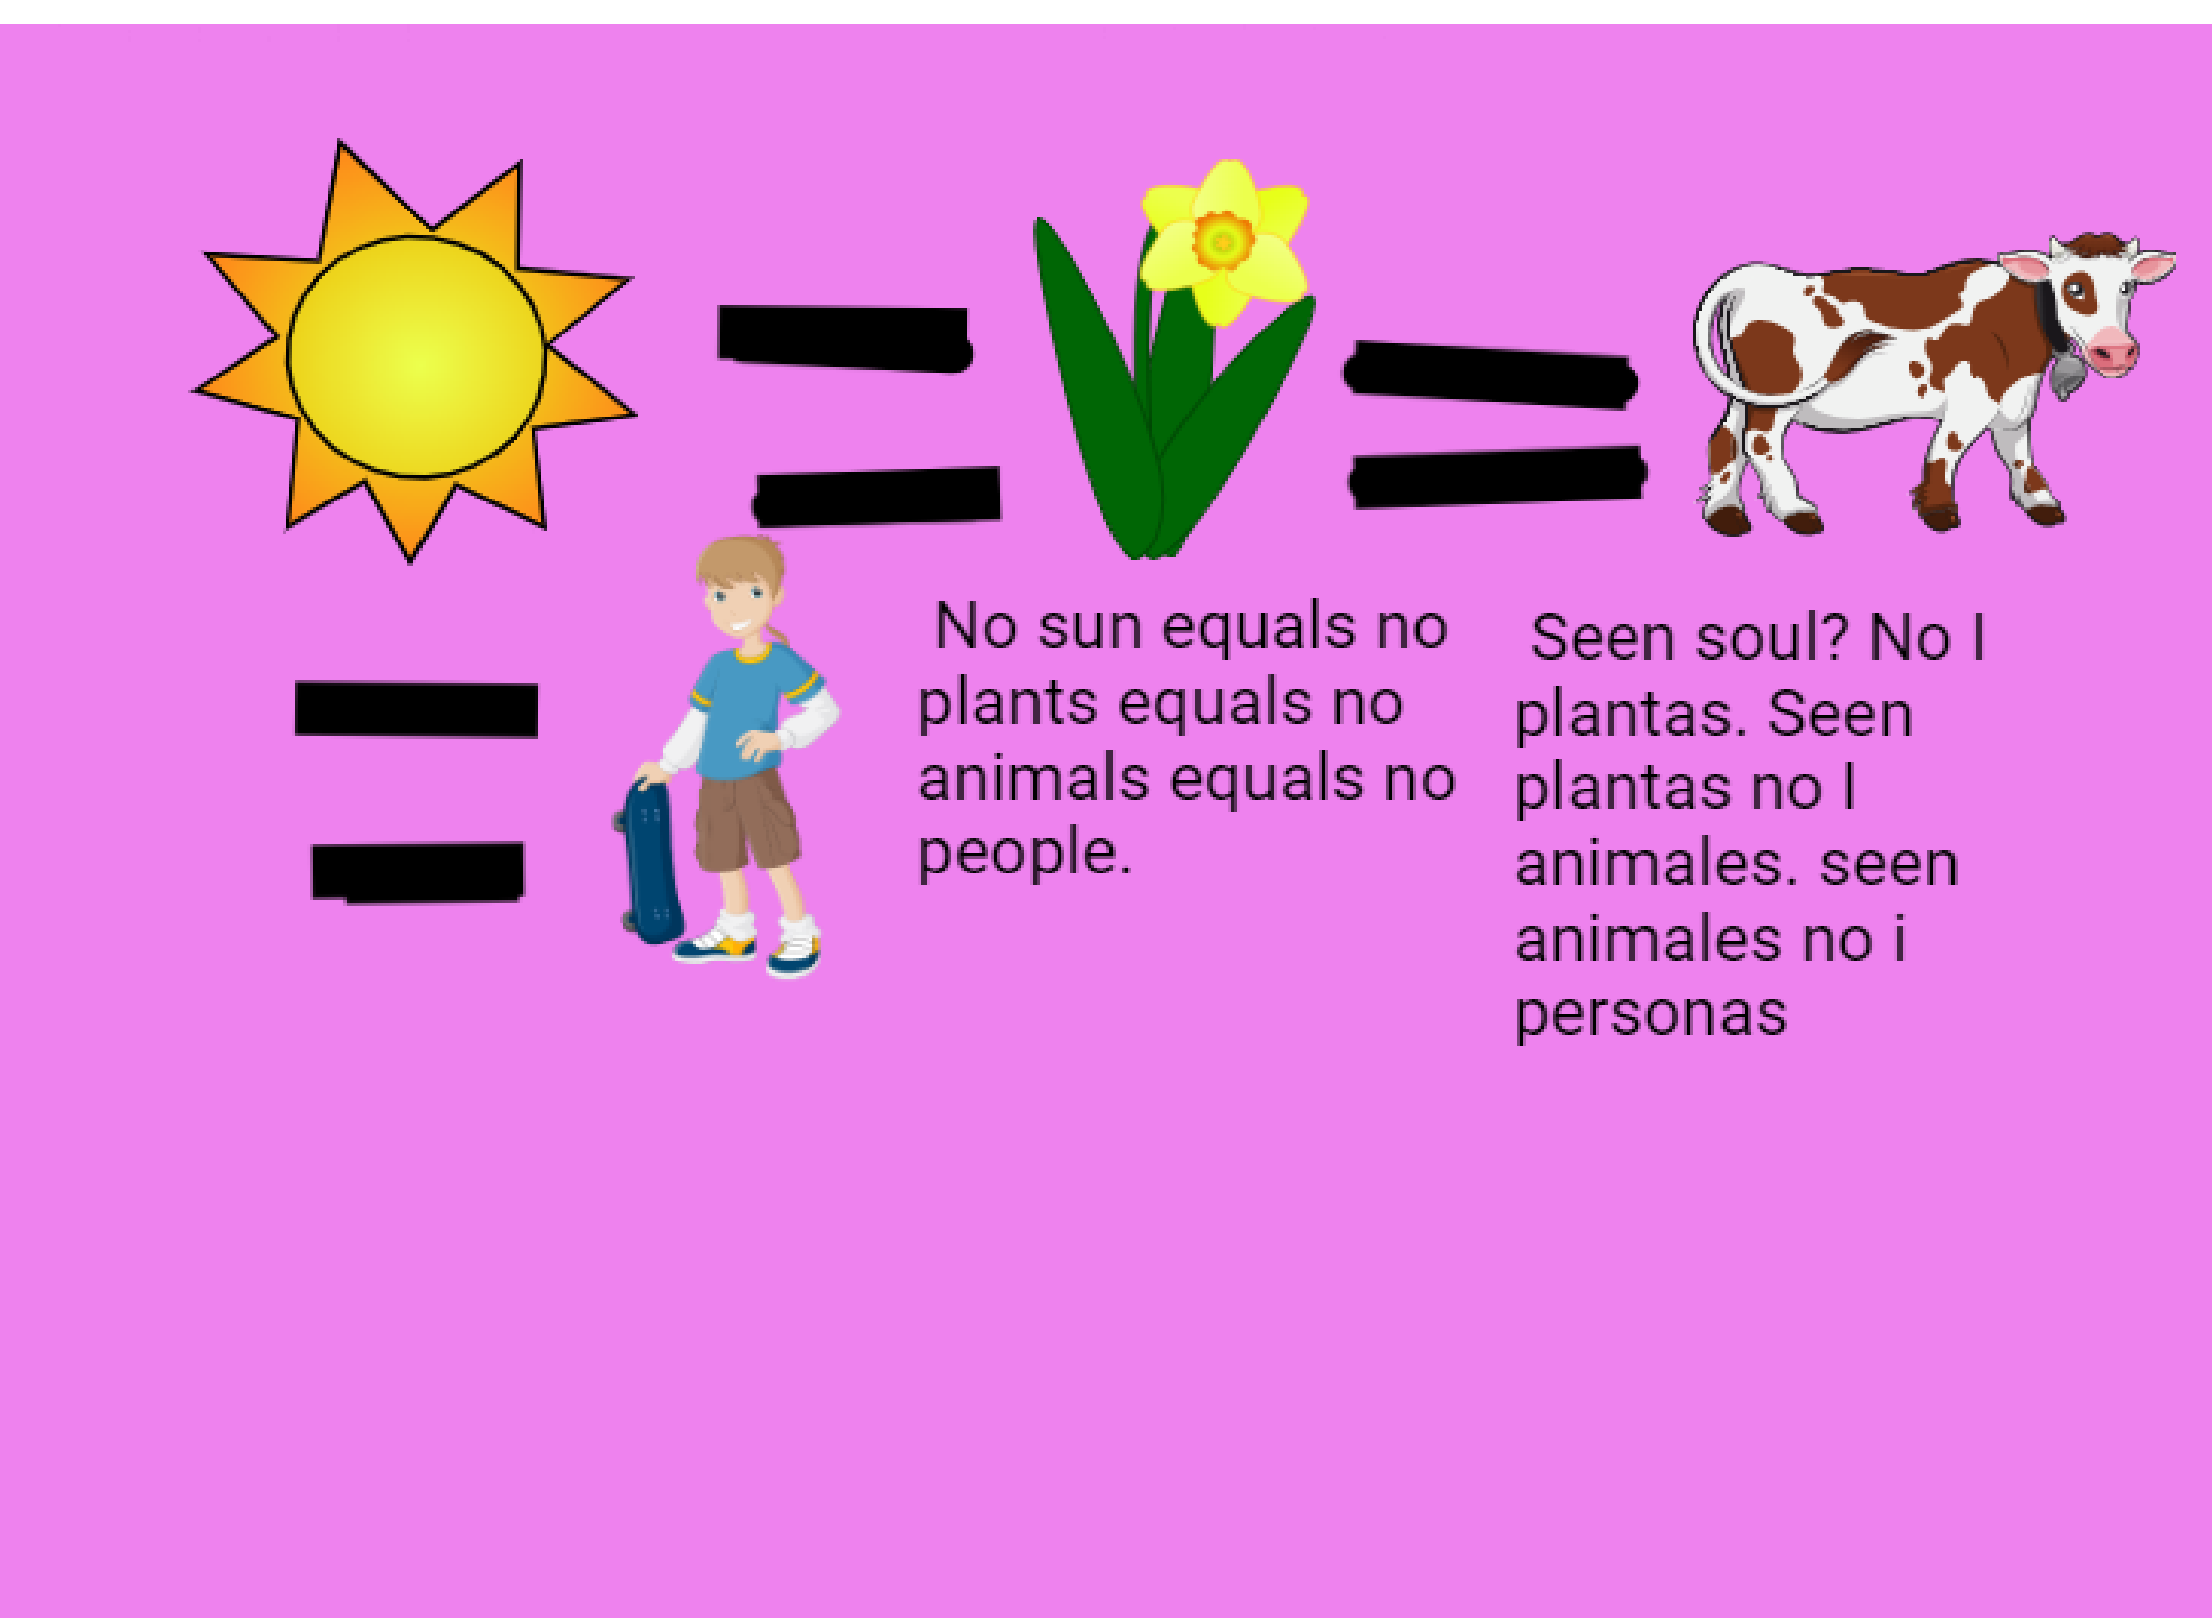 No sun equals no
plants equals no
animals equals no
people.
Seen soul? No I
plantas. Seen
plantas no I
animales. seen
animales no i
personas